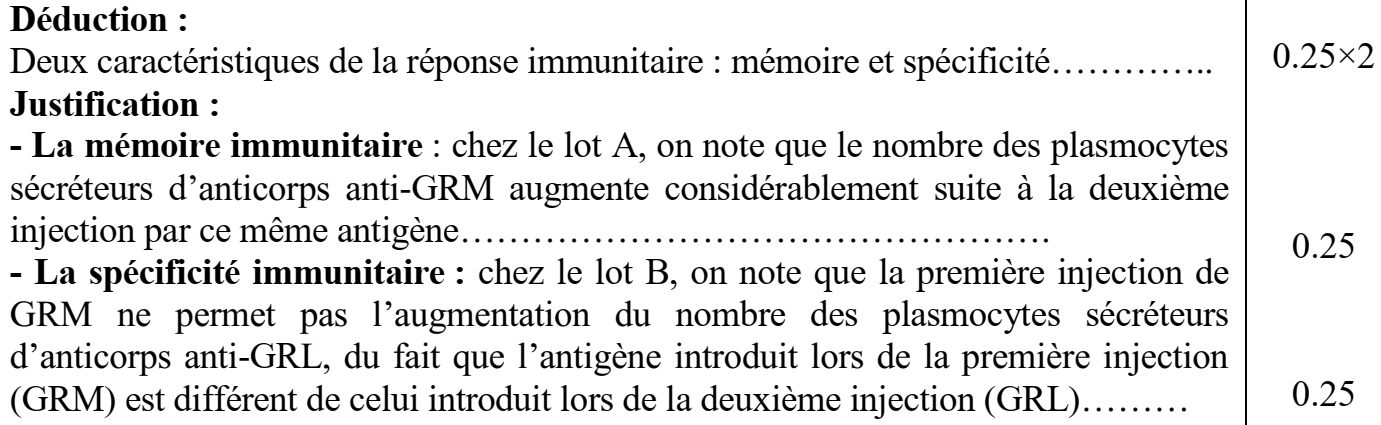 Déduction :
Deux caractéristiques de la réponse immunitaire : mémoire et spécificité………….. 0.25×2
Justification :
- La mémoire immunitaire : chez le lot A, on note que le nombre des plasmocytes
sécréteurs d’anticorps anti-GRM augmente considérablement suite à la deuxième
injection par ce même antigène…………………………………………. 0.25
- La spécificité immunitaire : chez le lot B, on note que la première injection de
GRM ne permet pas l’augmentation du nombre des plasmocytes sécréteurs
d’anticorps anti-GRL, du fait que l’antigène introduit lors de la première injection
(GRM) est différent de celui introduit lors de la deuxième injection (GRL)……… 0.25